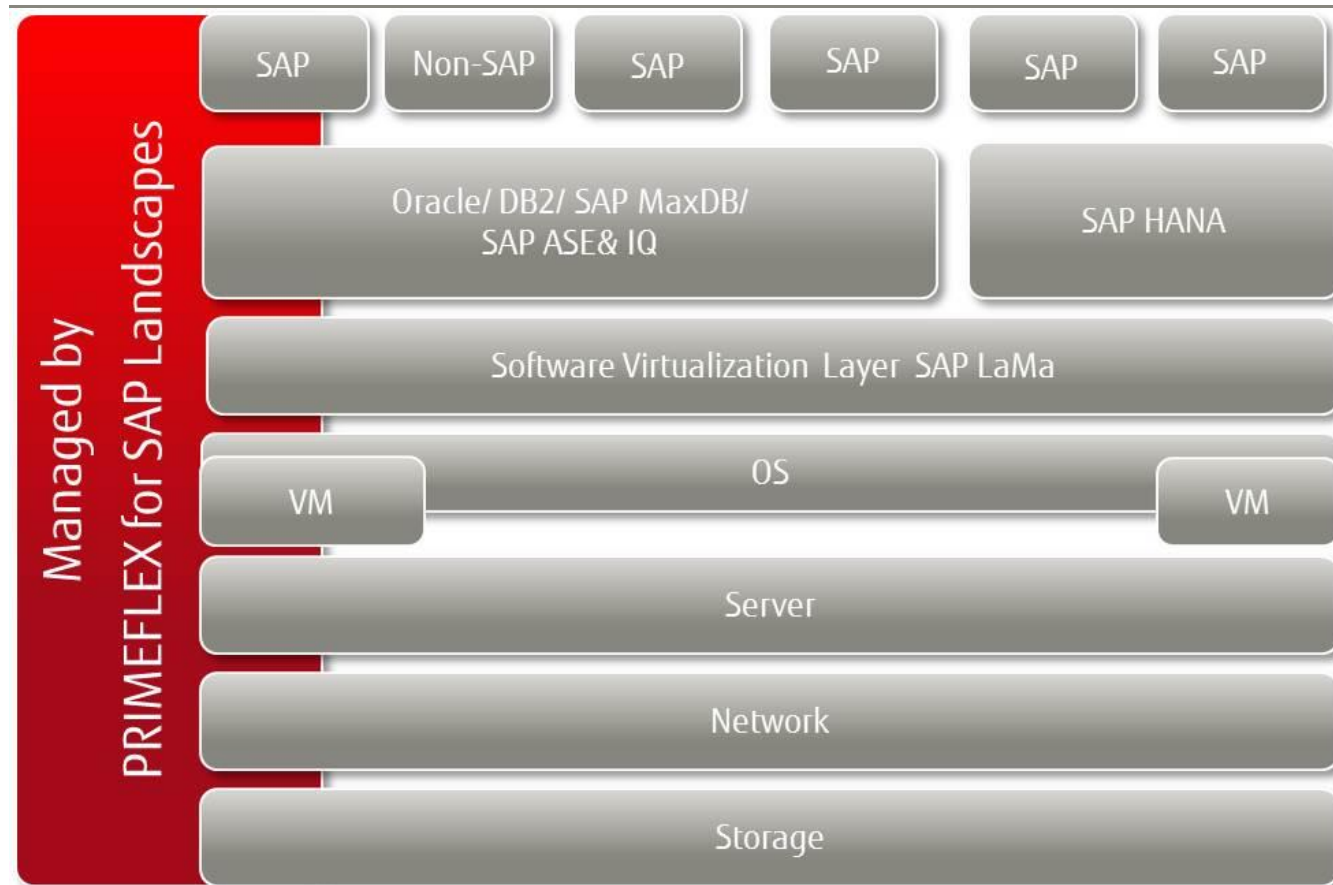 Managed by
PRIMEFLEX for SAP Landscapes
SAP
Non-SAP
SAP
SAP
SAP
SAP
Oracle/ DB2/ SAP MaxDB/
SAP ASE& IQ
SAP HANA
Software Virtualization Layer SAP LaMa
OS
VM
VM
Server
Network
Storage